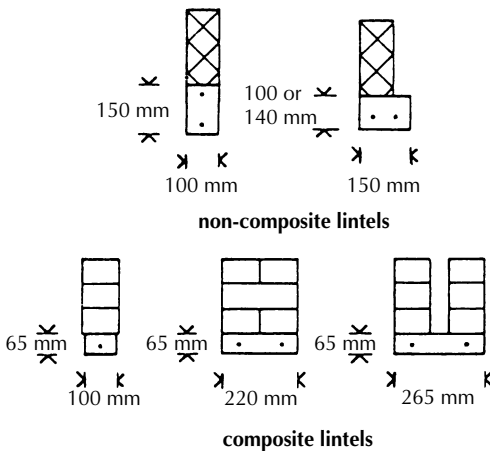 150 mm
100 or
140 mm
100 mm
150 mm
non-composite lintels
65 mm
65 mm
65 mm
100 mm
220 mm
265 mm
composite lintels